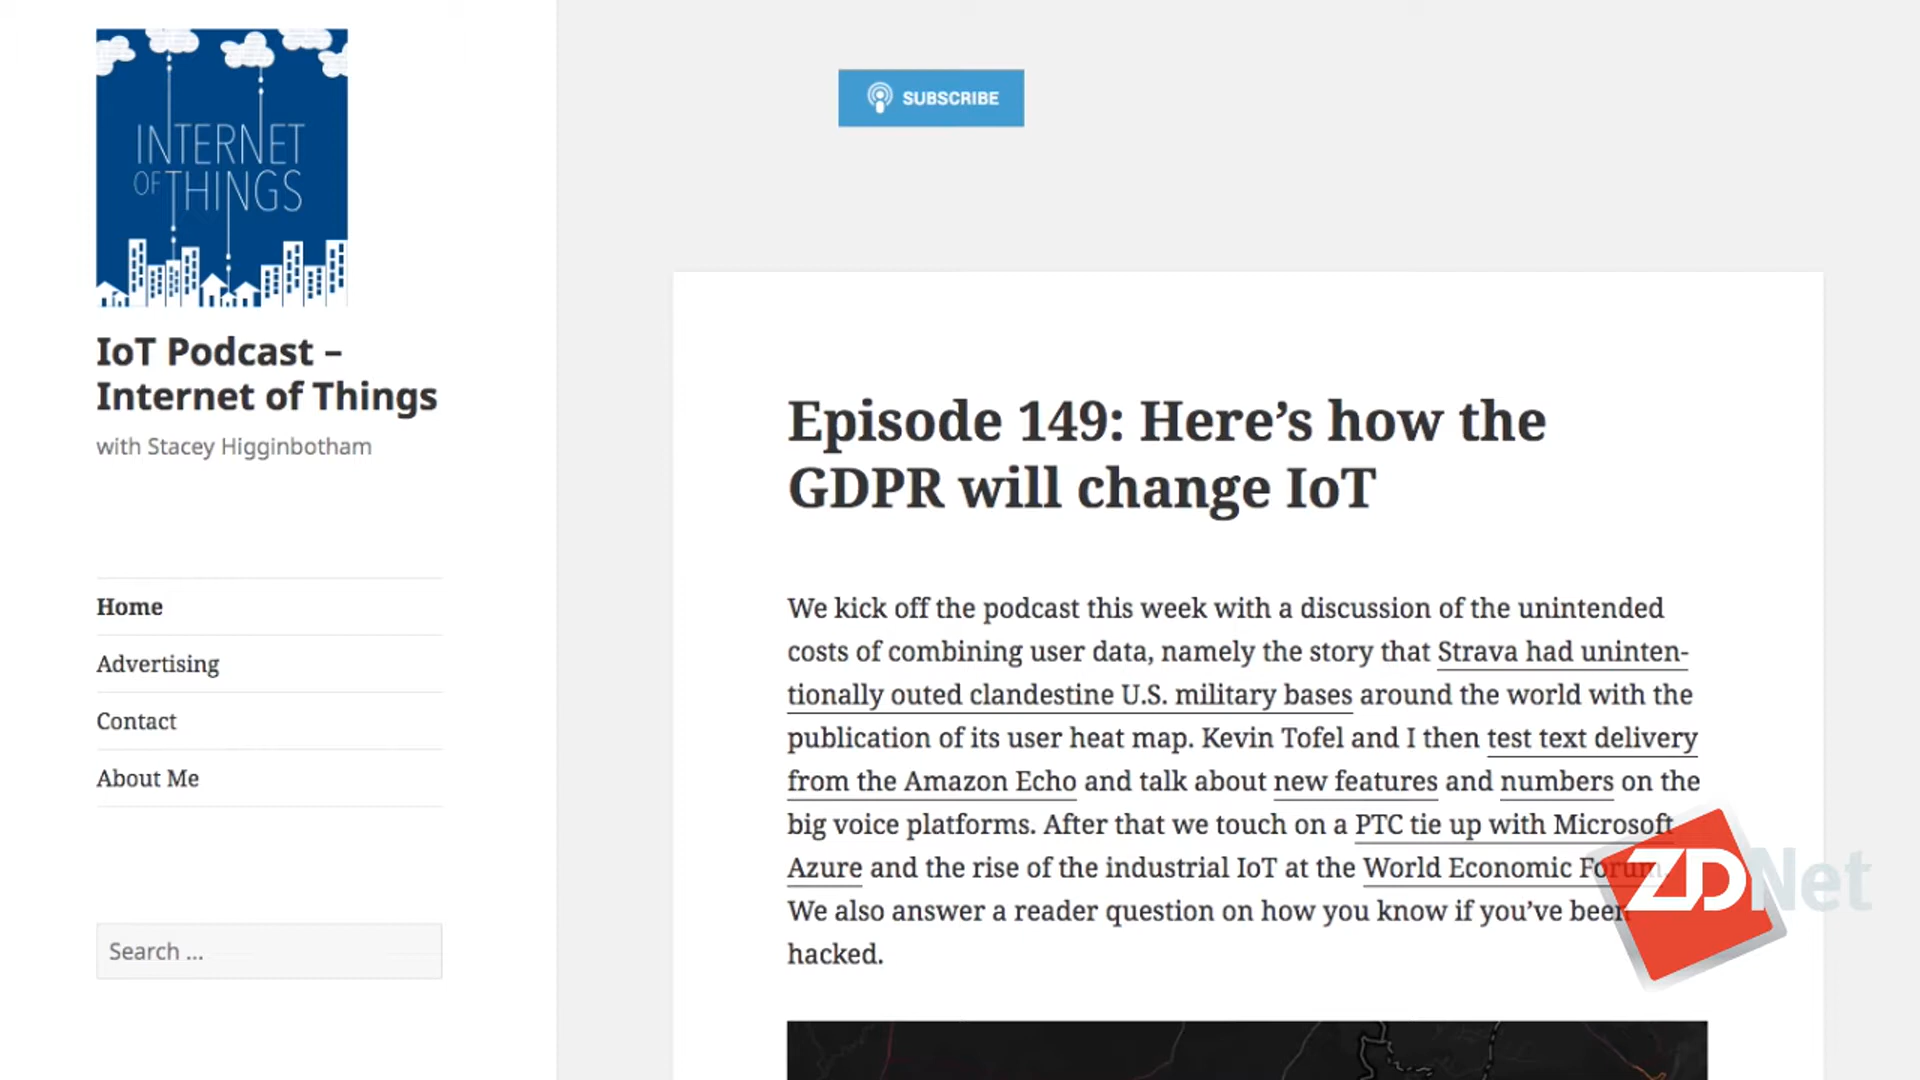 INTERNET
OF THINGS
IoT Podcast –
Internet of Things
with Stacey Higginbotham
Home
Advertising
Contact
About Me
Search ...
SUBSCRIBE
Episode 149: Here’s how the
GDPR will change IoT
We kick off the podcast this week with a discussion of the unintended
costs of combining user data, namely the story that Strava had uninten-
tionally outed clandestine U.S. military bases around the world with the
publication of its user heat map. Kevin Tofel and I then test text delivery
from the Amazon Echo and talk about new features and numbers on the
big voice platforms. After that we touch on a PTC tie up with Microsoft
Azure and the rise of the industrial IoT at the World Economic Forum.
We also answer a reader question on how you know if you’ve been
hacked.
ZDNet